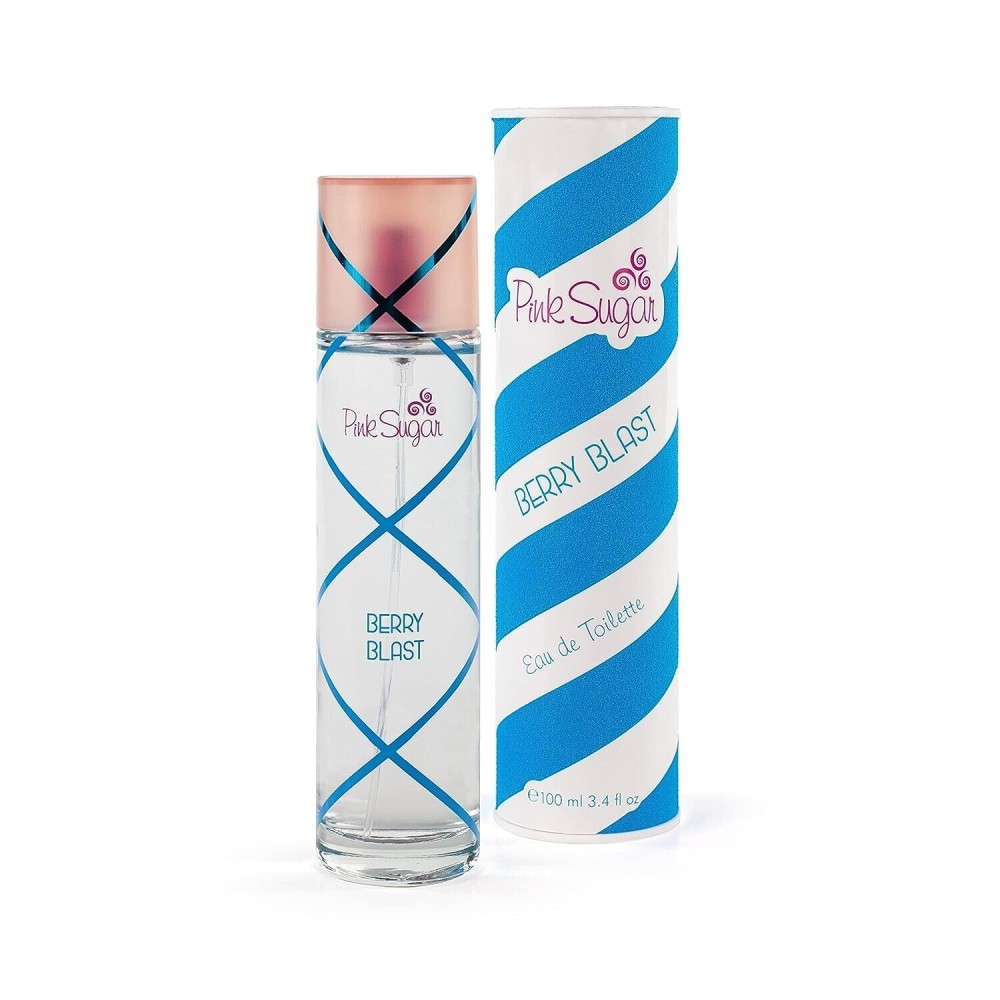 Pink Sugar
BERRY
BLAST
Pink Sugar
BERRY BLAST
Eau de Toilette
℮100 ml 3.4 fl oz